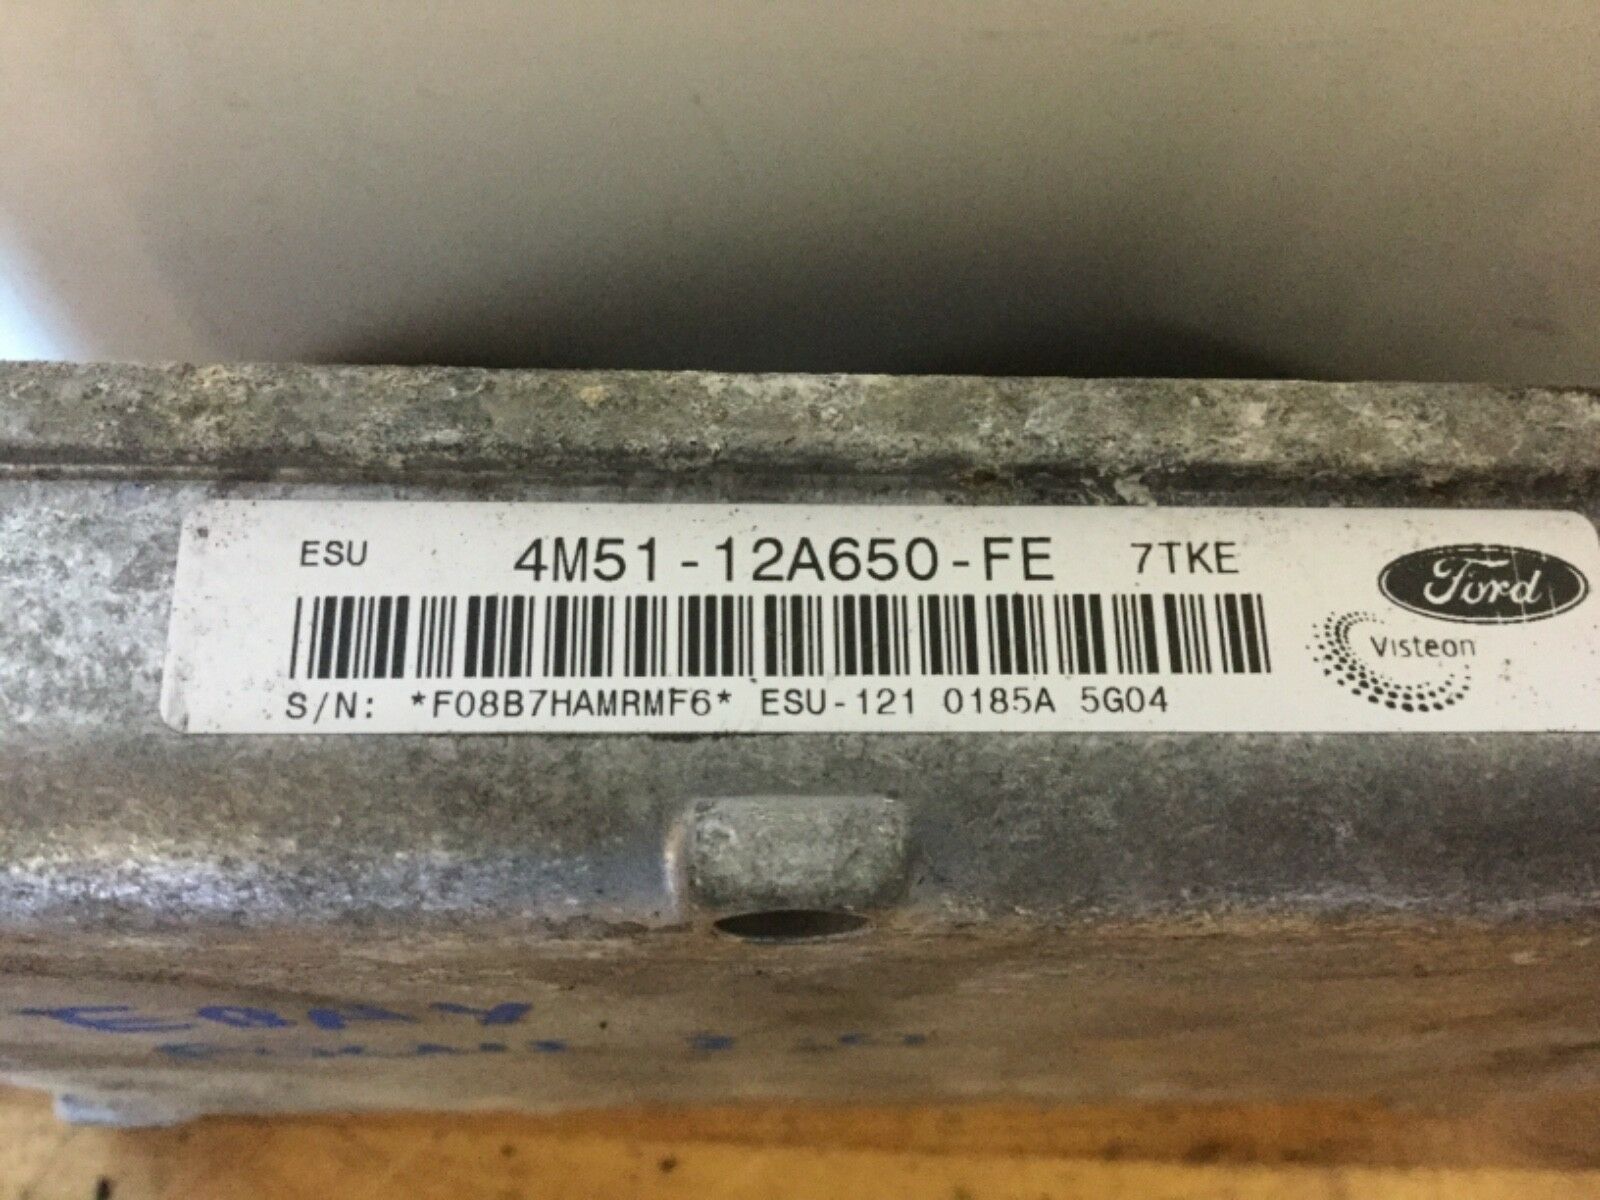 ESU 4M51-12A650-FE 7TKE
Ford
Visteon
S/N: *F08B7HAMRMF6* ESU-121 0185A 5G04